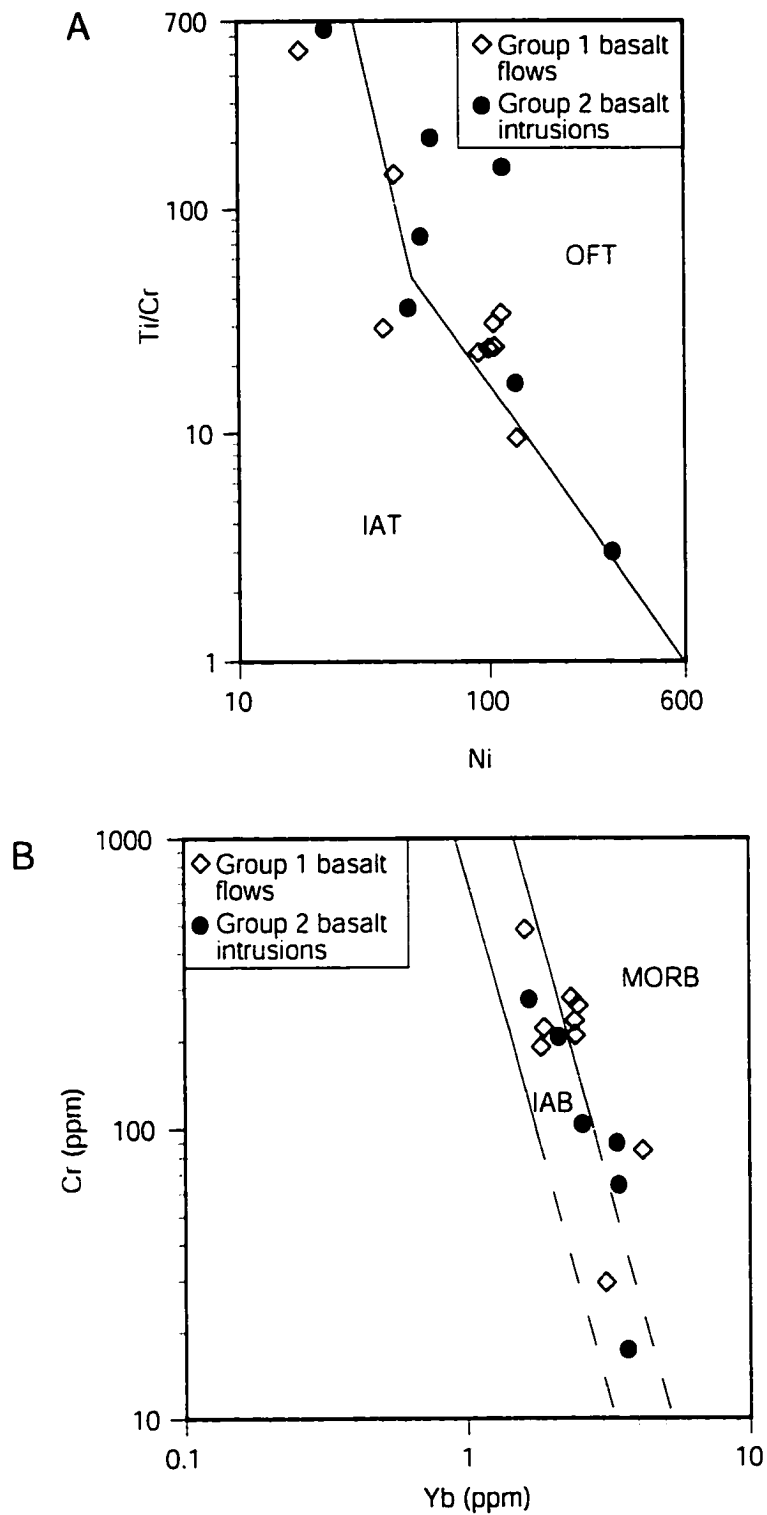 A
700
100
10
1
Ti/Cr
Group 1 basalt
flows
Group 2 basalt
intrusions
OFT
IAT
10
100
600
Ni
B
1000
100
10
Cr (ppm)
Group 1 basalt
flows
Group 2 basalt
intrusions
MORB
IAB
0.1
1
10
Yb (ppm)